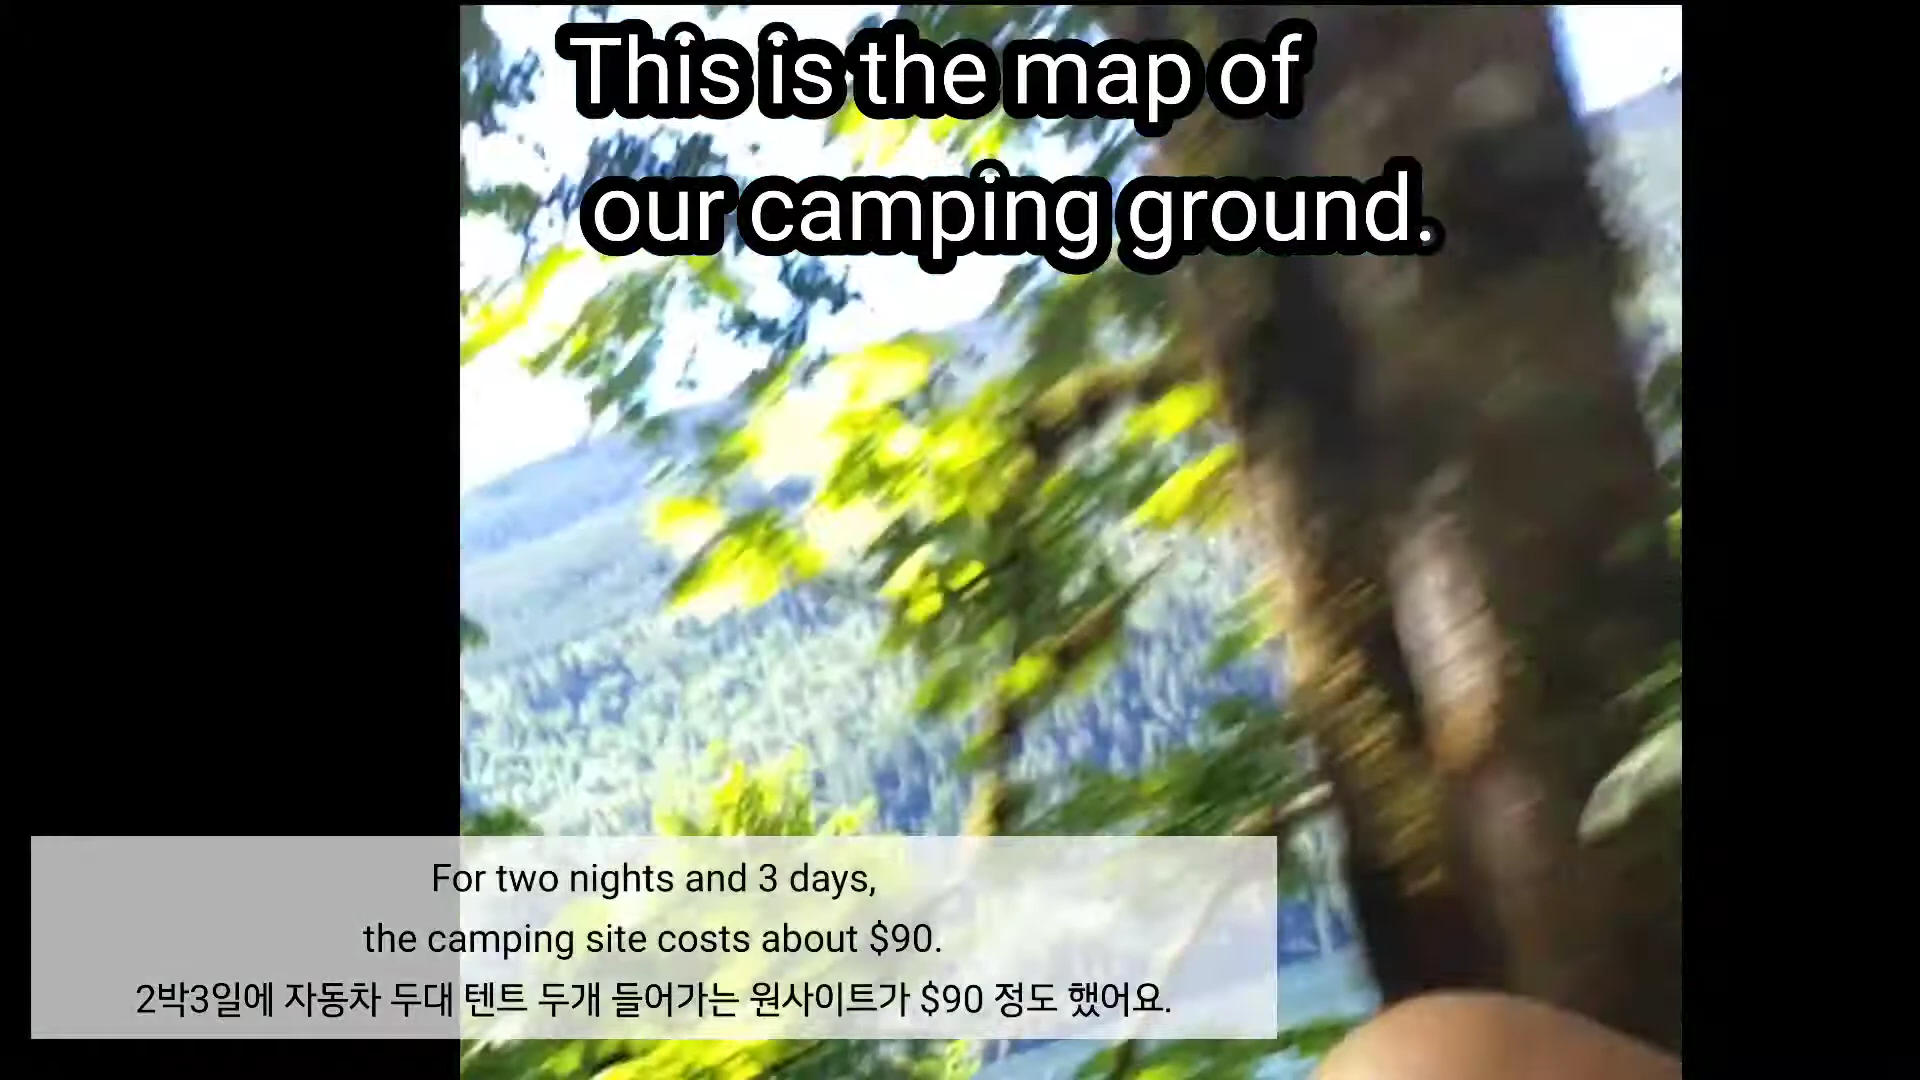 This is the map of
our camping ground.
For two nights and 3 days,
the camping site costs about $90.
2박3일에 자동차 두대 텐트 두개 들어가는 원사이트가 $90 정도 했어요.